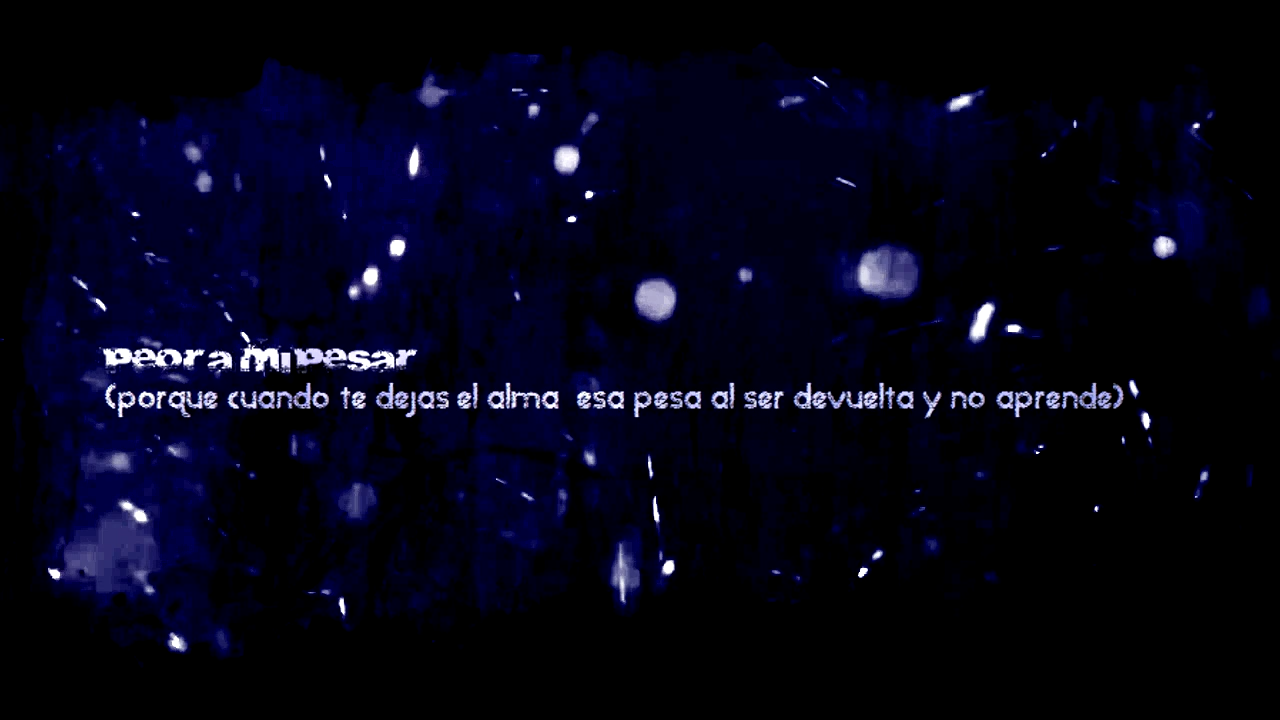 Peor a mi Pesar
(porque cuando te dejas el alma esa pesa al ser devuelta y no aprende)